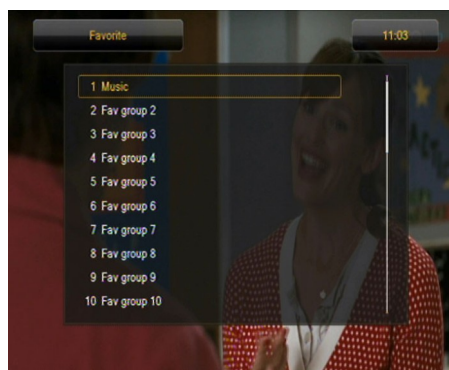 Favorite
11:03
1 Music
2 Fav group 2
3 Fav group 3
4 Fav group 4
5 Fav group 5
6 Fav group 6
7 Fav group 7
8 Fav group 8
9 Fav group 9
10 Fav group 10